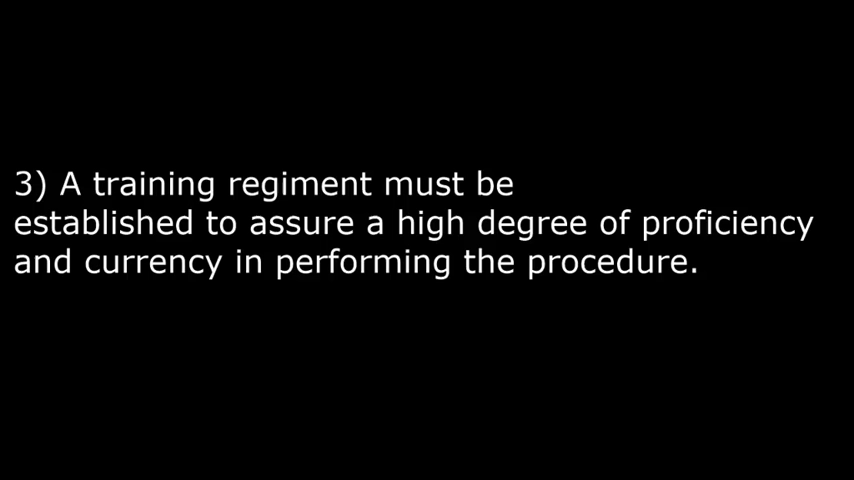 3) A training regiment must be
established to assure a high degree of proficiency
and currency in performing the procedure.